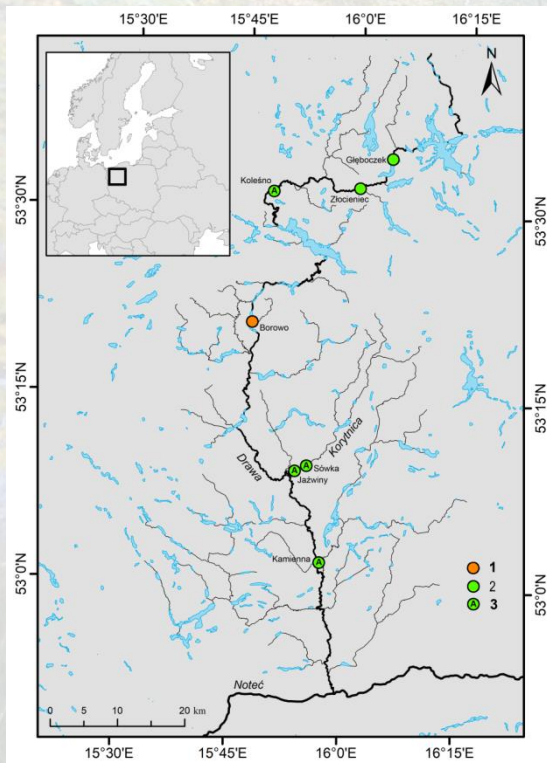 15°30'E 15°45'E 16°0'E 16°15'E
N
Głęboczek
Koleśno A
Złocieniec
53°30'N 53°30'N
Borowo
53°15'N 53°15'N
Korytnica
Drawa
A A Sówka
Jaźwiny
Kamienna A
53°0'N 53°0'N
1
2
A 3
Noteć
0 5 10 20 km
15°30'E 15°45'E 16°0'E 16°15'E